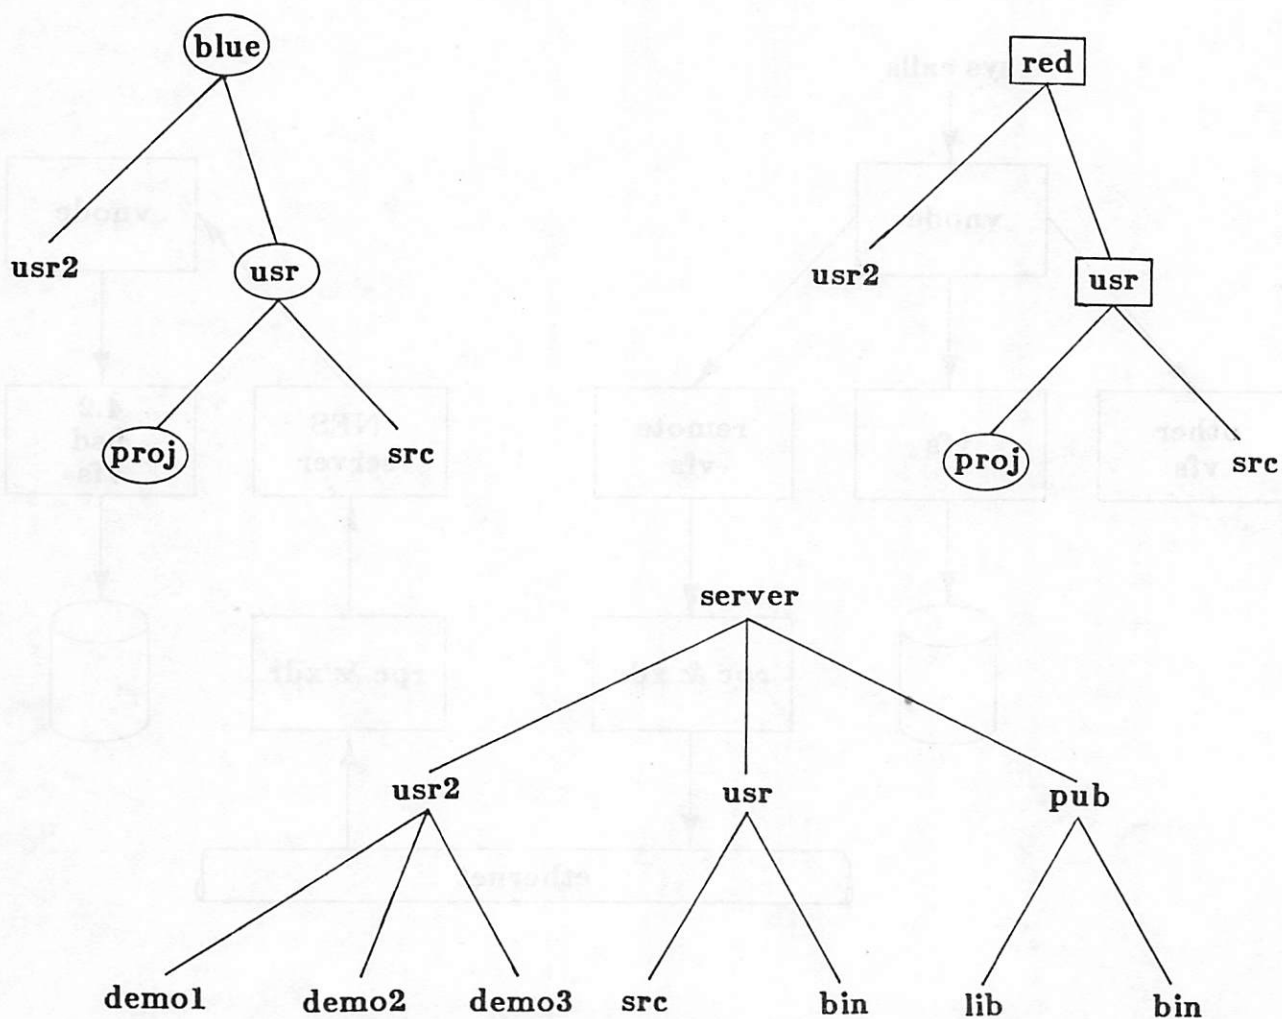 blue
red
usr2
usr
usr2
usr
proj
src
proj
src
server
usr2
usr
pub
demo1
demo2
demo3
src
bin
lib
bin